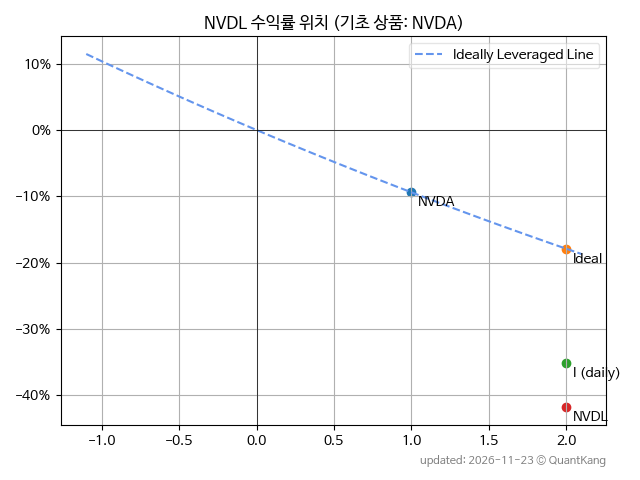 NVDL 수익률 위치 (기초 상품: NVDA)
Ideally Leveraged Line
10%
0%
−10%
−20%
−30%
−40%
NVDA
Ideal
I (daily)
NVDL
−1.0 −0.5 0.0 0.5 1.0 1.5 2.0
updated: 2026-11-23 © QuantKang